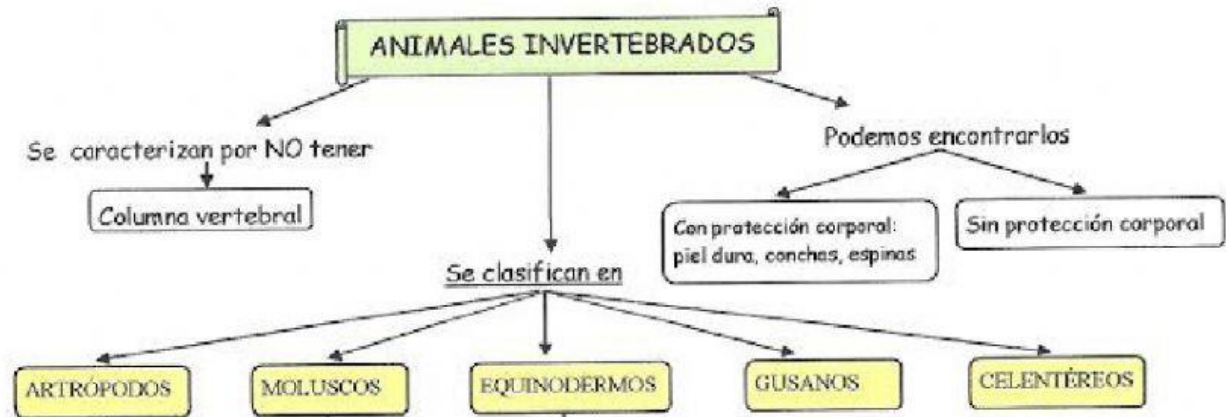 ANIMALES INVERTEBRADOS
Se caracterizan por NO tener
Columna vertebral
Podemos encontrarlos
Con protección corporal:
piel dura, conchas, espinas
Sin protección corporal
Se clasifican en
ARTRÓPODOS
MOLUSCOS
EQUINODERMOS
GUSANOS
CELENTÉREOS